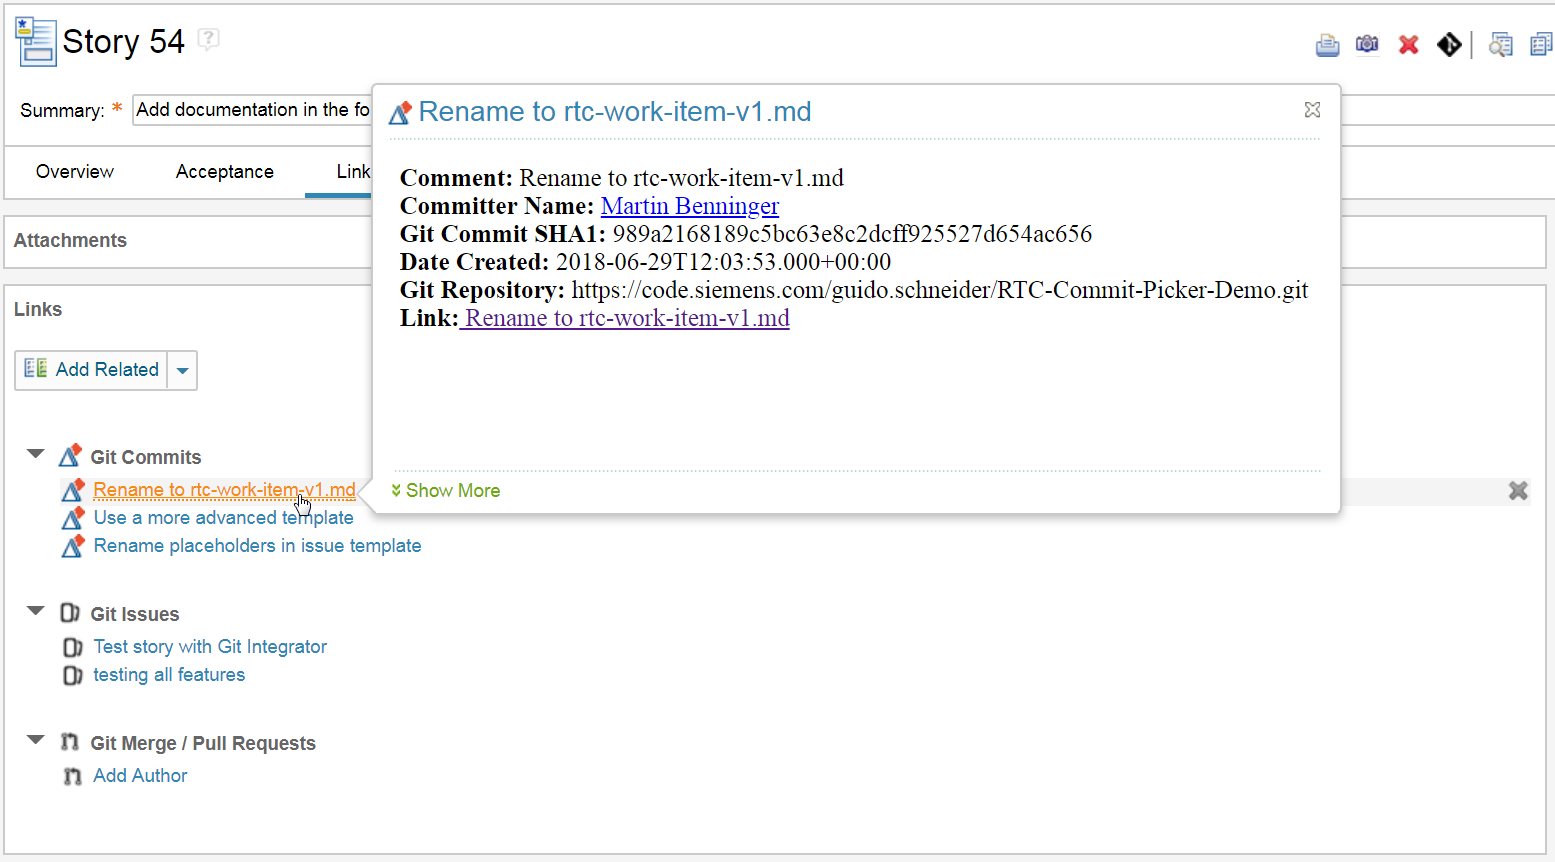 Story 54 ?
Summary: * Add documentation in the fo
Overview Acceptance Link
Attachments
Links
Add Related
Git Commits
Rename to rtc-work-item-v1.md
Use a more advanced template
Rename placeholders in issue template
Git Issues
Test story with Git Integrator
testing all features
Git Merge / Pull Requests
Add Author
Rename to rtc-work-item-v1.md
Comment: Rename to rtc-work-item-v1.md
Committer Name: Martin Benninger
Git Commit SHA1: 989a2168189c5bc63e8c2dcff925527d654ac656
Date Created: 2018-06-29T12:03:53.000+00:00
Git Repository: https://code.siemens.com/guido.schneider/RTC-Commit-Picker-Demo.git
Link: Rename to rtc-work-item-v1.md
Show More